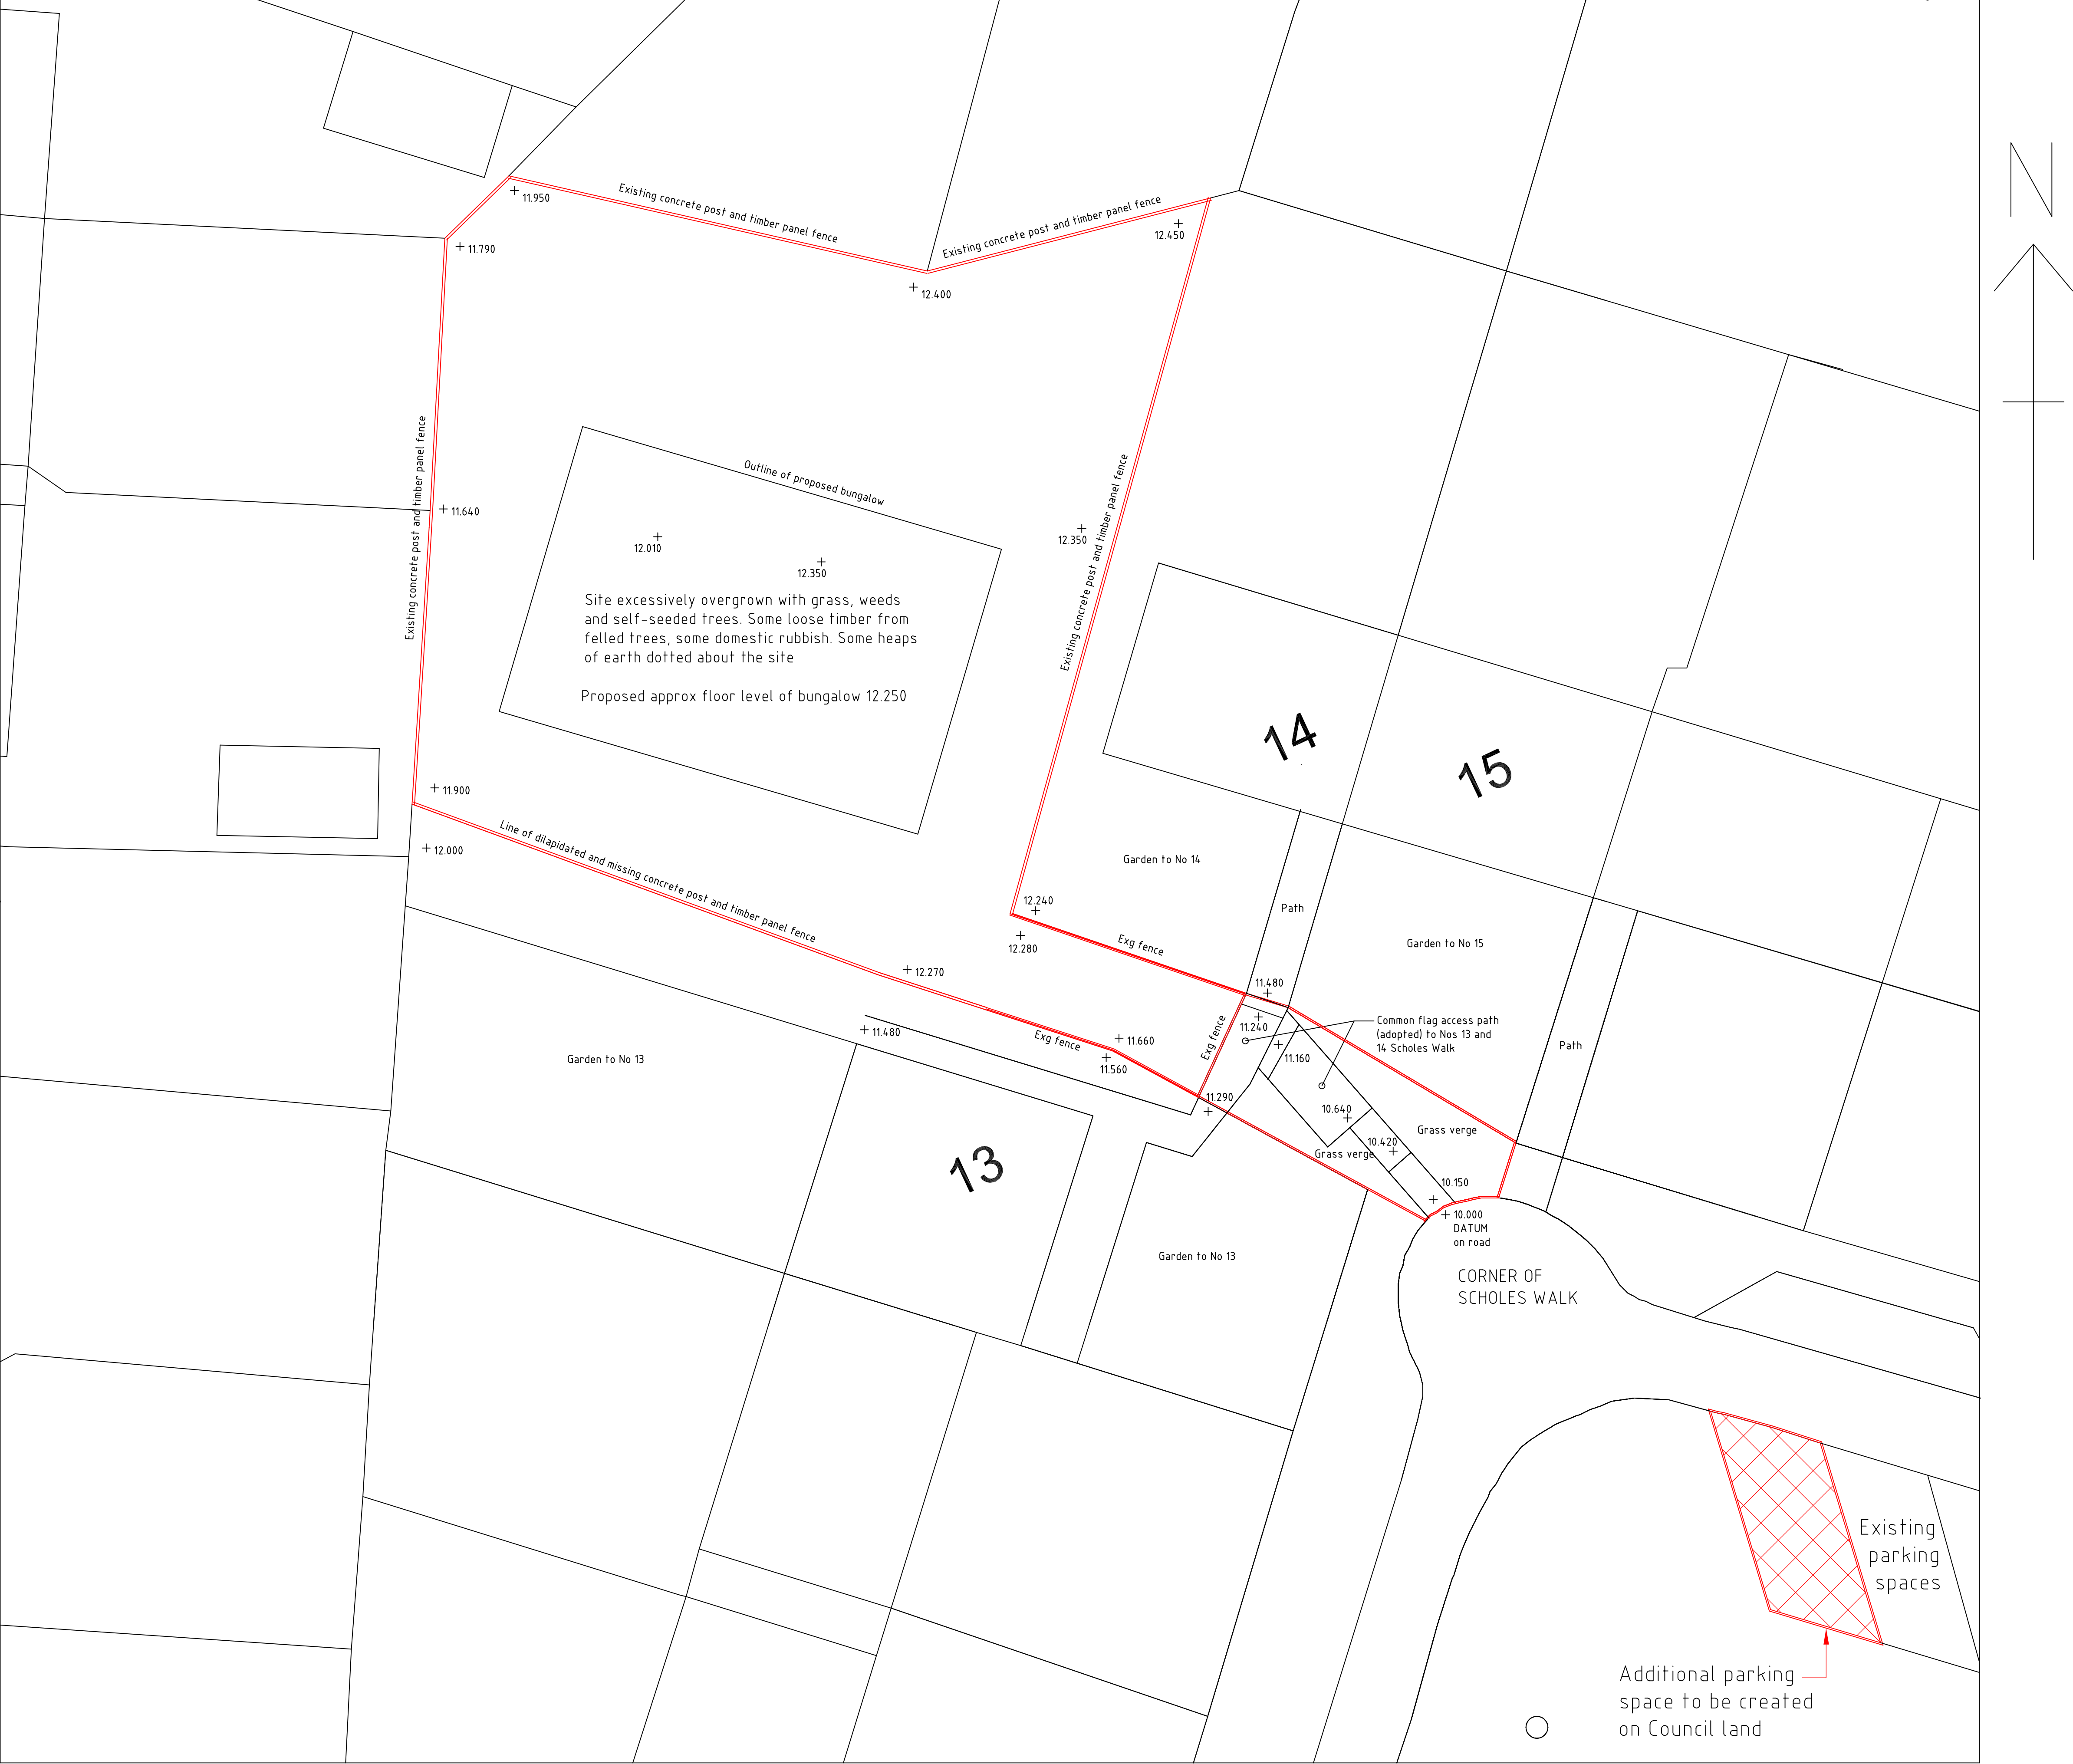 N
11.950
Existing concrete post and timber panel fence
Existing concrete post and timber panel fence
12.450
11.790
12.400
Existing concrete post and timber panel fence
11.640
Outline of proposed bungalow
12.010
12.350
12.350
Existing concrete post and timber panel fence
Site excessively overgrown with grass, weeds
and self-seeded trees. Some loose timber from
felled trees, some domestic rubbish. Some heaps
of earth dotted about the site
Proposed approx floor level of bungalow 12.250
14
15
11.900
12.000
Line of dilapidated and missing concrete post and timber panel fence
Garden to No 14
12.240
12.280
Path
Exg fence
Garden to No 15
12.270
11.480
11.240
Common flag access path
(adopted) to Nos 13 and
14 Scholes Walk
11.480
Exg fence
11.660
11.560
Exg fence
11.160
Path
Garden to No 13
11.290
10.640
Grass verge
10.420
Grass verge
13
10.150
10.000
DATUM
on road
Garden to No 13
CORNER OF
SCHOLES WALK
Existing
parking
spaces
Additional parking
space to be created
on Council land